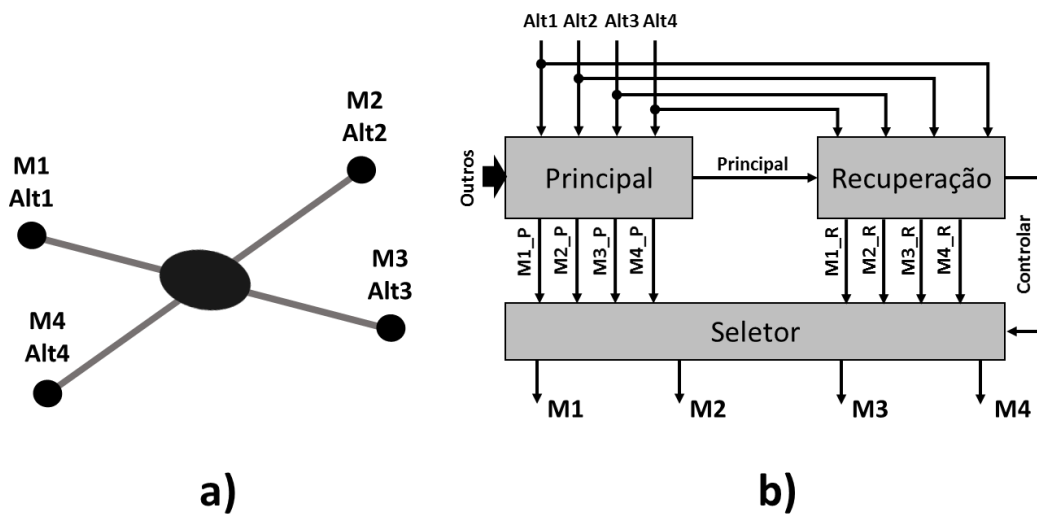 M1
Alt1
M2
Alt2
M3
Alt3
M4
Alt4
a)
Alt1 Alt2 Alt3 Alt4
Outros
Principal
Principal
Recuperação
M1_P
M2_P
M3_P
M4_P
M1_R
M2_R
M3_R
M4_R
Controlar
Seletor
M1 M2 M3 M4
b)